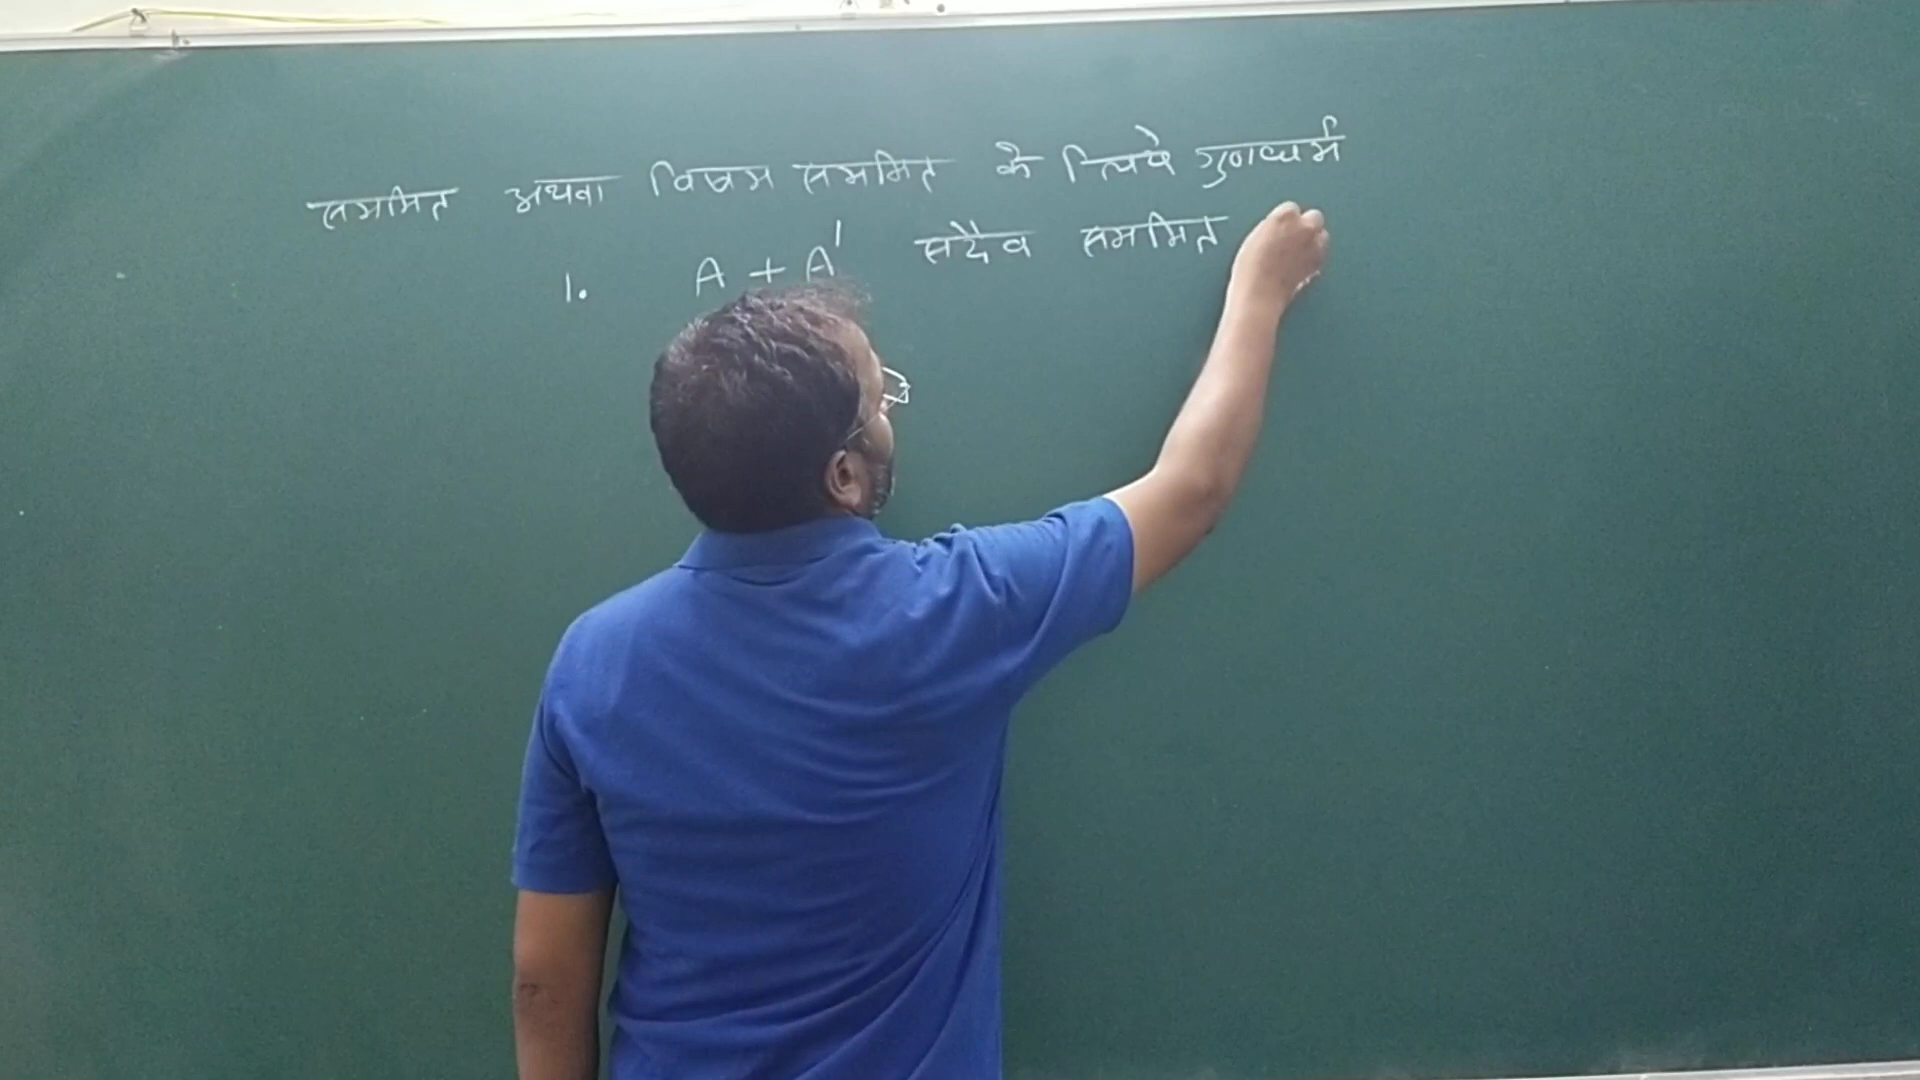 सममित अथवा विषम सममित के लिये गुणधर्म
1. A + A' सदैव सममित